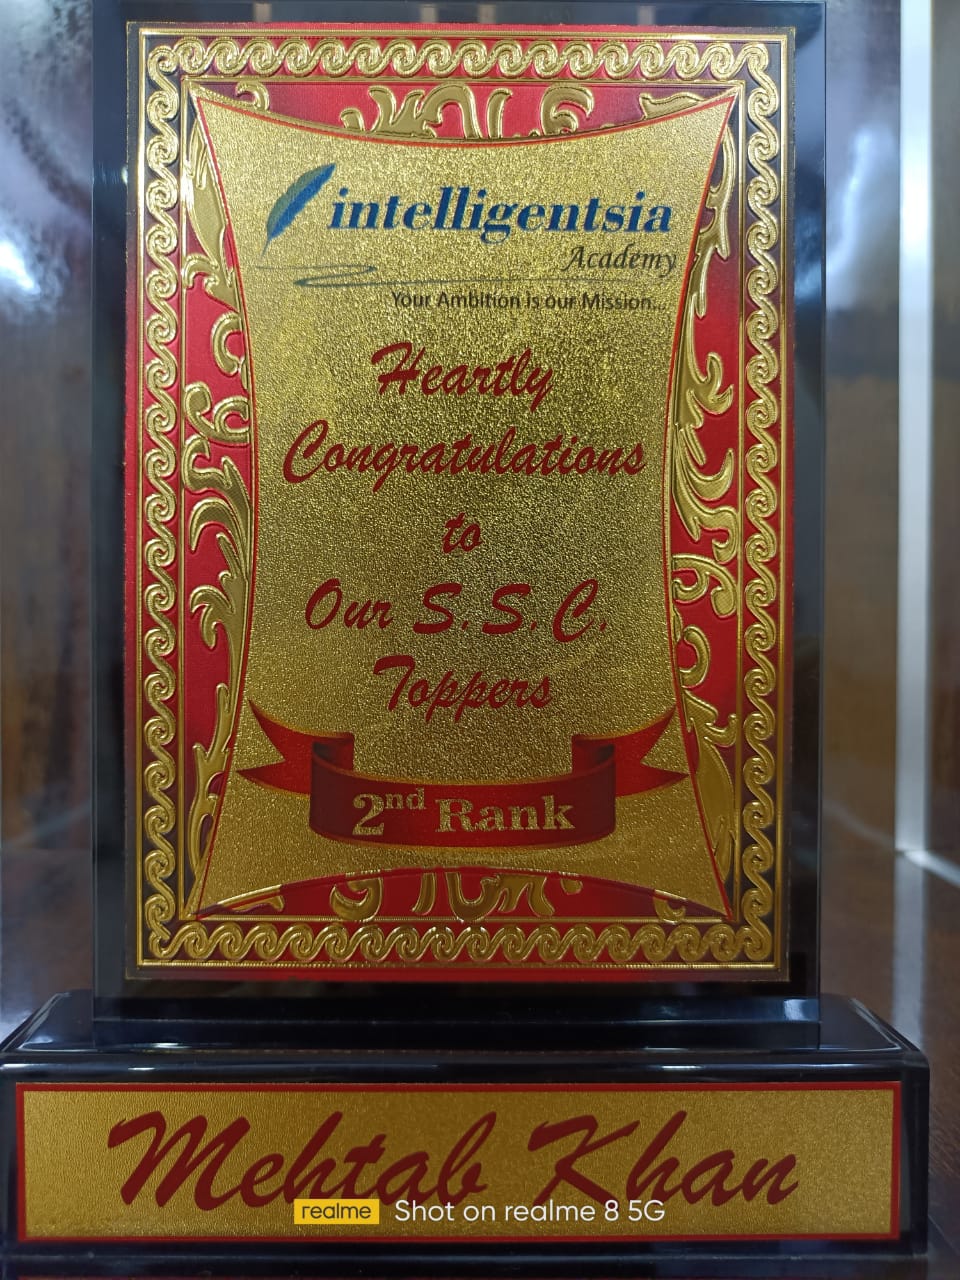 intelligentsia
Academy
Your Ambition is our Mission...
Heartly
Congratulations
to
Our S.S.C.
Toppers
2nd Rank
Mehtab Khan
realme Shot on realme 8 5G